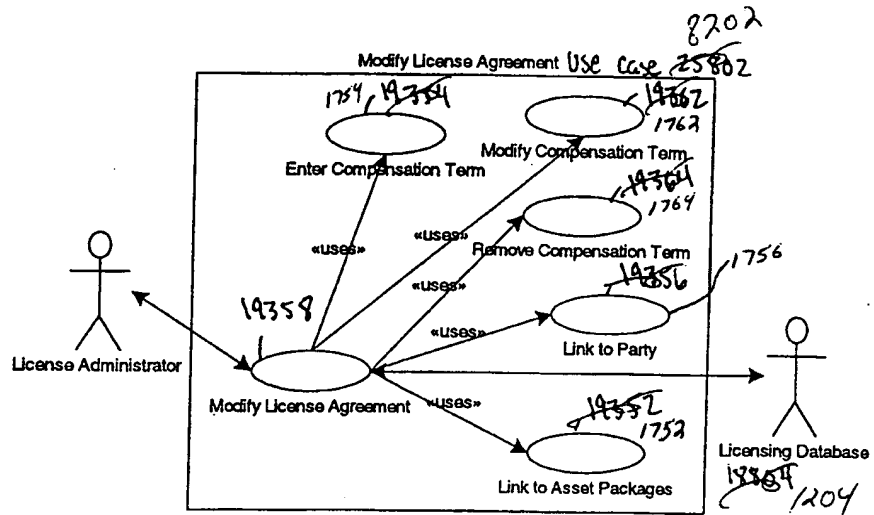 8202
Modify License Agreement Use case 25802
1754 19354
19362
1762
Enter Compensation Term
Modify Compensation Term
19364
1764
«uses»
«uses»
Remove Compensation Term
19356
1756
«uses»
19358
«uses»
Link to Party
License Administrator
Modify License Agreement
«uses»
19352
1752
Licensing Database
Link to Asset Packages
18804
1204